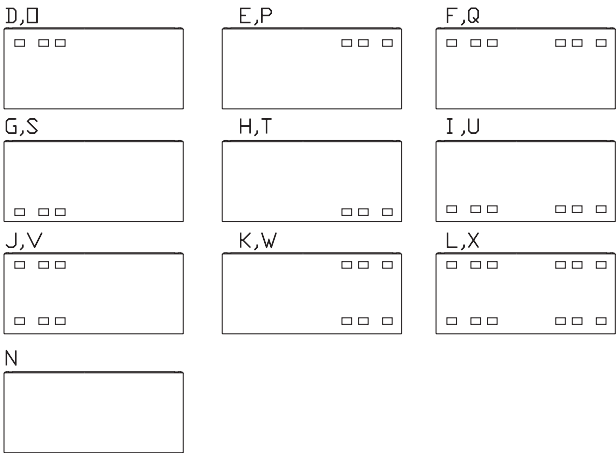 D,O E,P F,Q
G,S H,T I,U
J,V K,W L,X
N